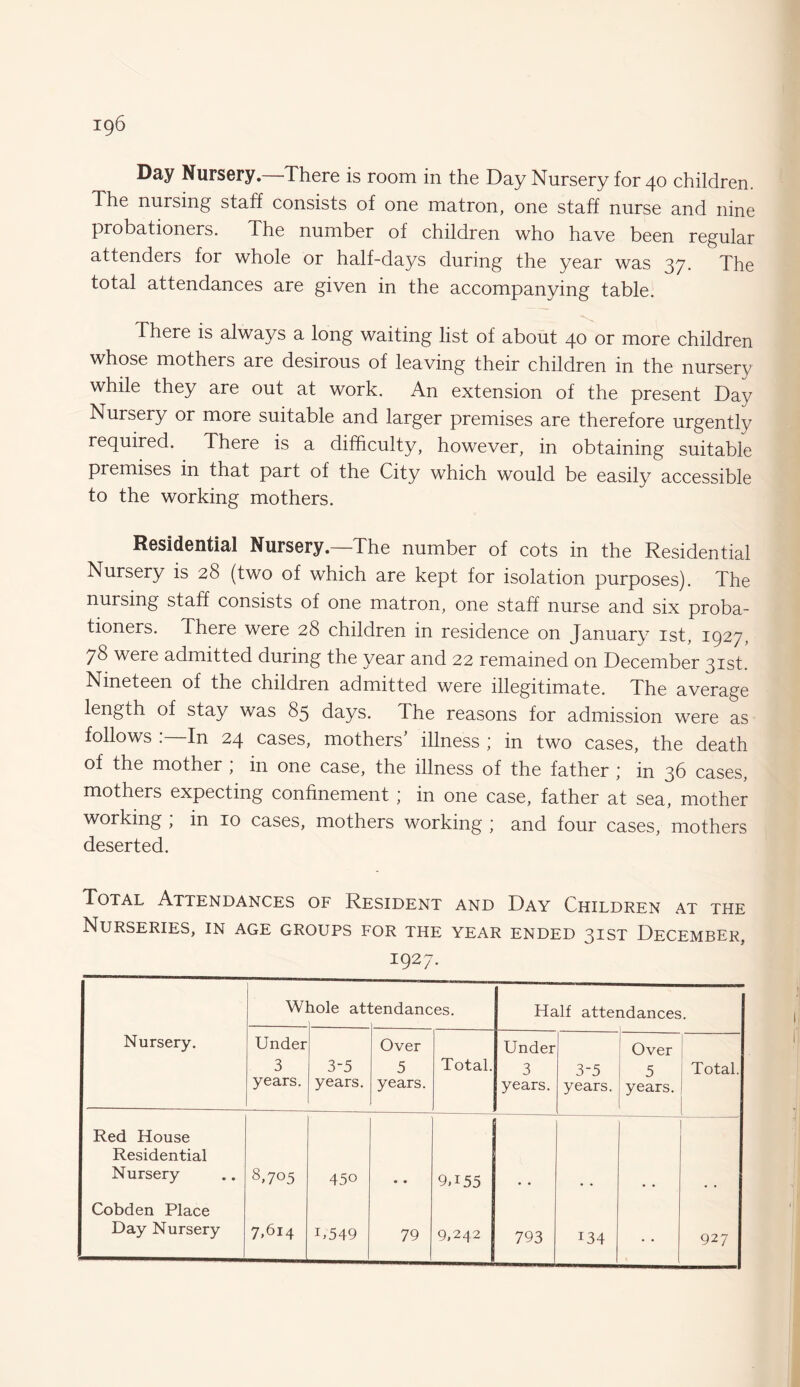 196
Day Nursery.—There is room in the Day Nursery for 40 children.
The nursing staff consists of one matron, one staff nurse and nine
probationers. The number of children who have been regular
attenders for whole or half-days during the year was 37. The
total attendances are given in the accompanying table.
There is always a long waiting list of about 40 or more children
whose mothers are desirous of leaving their children in the nursery
while they are out at work. An extension of the present Day
Nursery or more suitable and larger premises are therefore urgently
required. There is a difficulty, however, in obtaining suitable
premises in that part of the City which would be easily accessible
to the working mothers.
Residential Nursery.—The number of cots in the Residential
Nursery is 28 (two of which are kept for isolation purposes). The
nursing staff consists of one matron, one staff nurse and six proba-
tioners. There were 28 children in residence on January 1st, 1927,
78 were admitted during the year and 22 remained on December 31st.
Nineteen of the children admitted were illegitimate. The average
length of stay was 85 days. The reasons for admission were as
follows :—In 24 cases, mothers' illness ; in two cases, the death
of the mother ; in one case, the illness of the father ; in 36 cases,
mothers expecting confinement ; in one case, father at sea, mother
working ; in 10 cases, mothers working ; and four cases, mothers
deserted.
Total Attendances of Resident and Day Children at the
Nurseries, in age groups for the year ended 31st December,
1927.
Nursery. Whole attendances. Half attendances.
Under 3 years. 3-5 years. Over 5 years. Total. Under 3 years. 3-5 years. Over 5 years. Total.
Red House
Residential
Nursery .. 8,705 450 .. 9,155 .. .. .. ..
Cobden Place
Day Nursery 7,614 1,549 79 9,242 793 134 .. 927